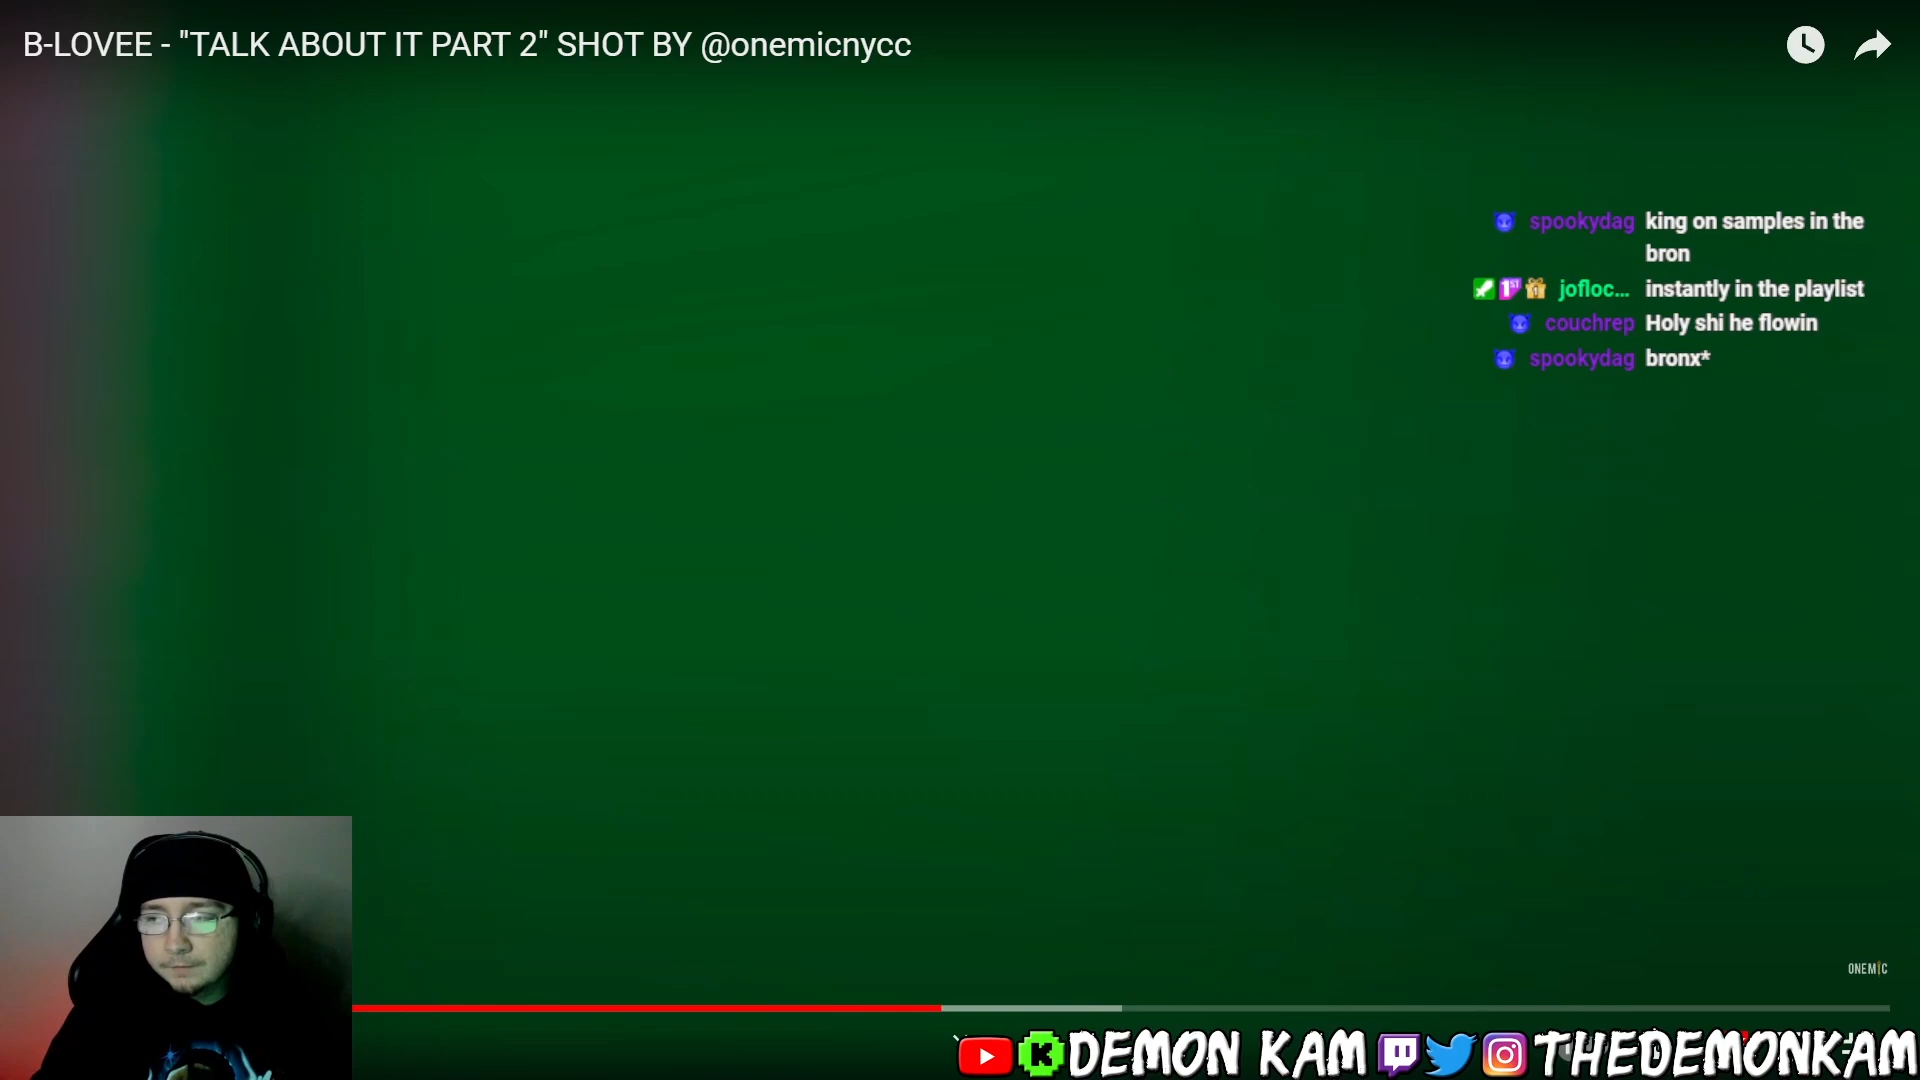 B-LOVEE - "TALK ABOUT IT PART 2" SHOT BY @onemicnycc
spookydag king on samples in the
bron
jofloc... instantly in the playlist
couchrep Holy shi he flowin
spookydag bronx*
ONEMIC
K DEMON KAM THEDEMONKAM